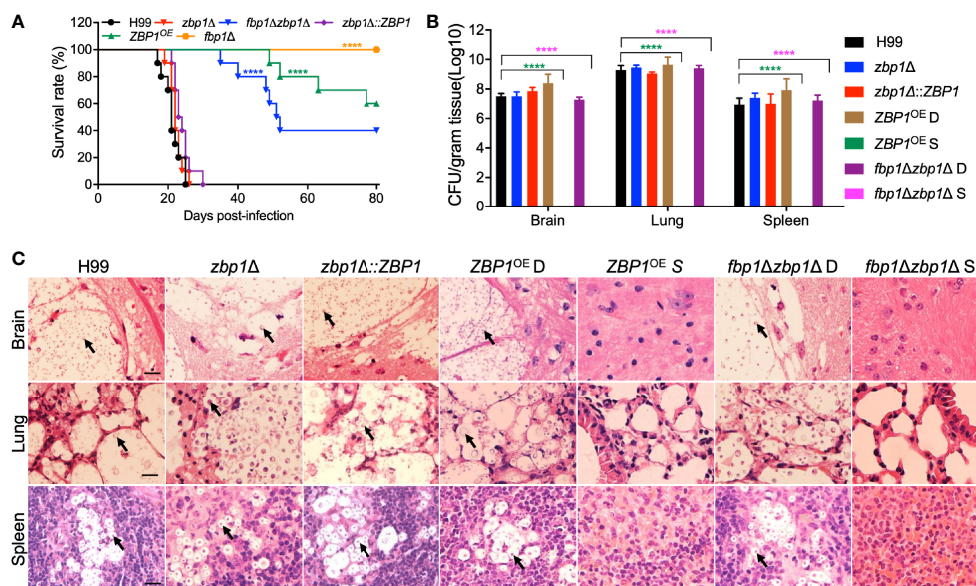 A
H99 zbp1Δ fbp1Δzbp1Δ zbp1Δ::ZBP1
ZBP1OE fbp1Δ
Survival rate (%)
120
100
80
60
40
20
0
****
****
****
0 20 40 60 80
Days post-infection
B
CFU/gram tissue(Log10)
12
10
8
6
4
2
0
****
****
****
****
****
****
Brain Lung Spleen
H99
zbp1Δ
zbp1Δ::ZBP1
ZBP1OE D
ZBP1OE S
fbp1Δzbp1Δ D
fbp1Δzbp1Δ S
C
H99 zbp1Δ zbp1Δ::ZBP1 ZBP1OE D ZBP1OE S fbp1Δzbp1Δ D fbp1Δzbp1Δ S
Brain
Lung
Spleen